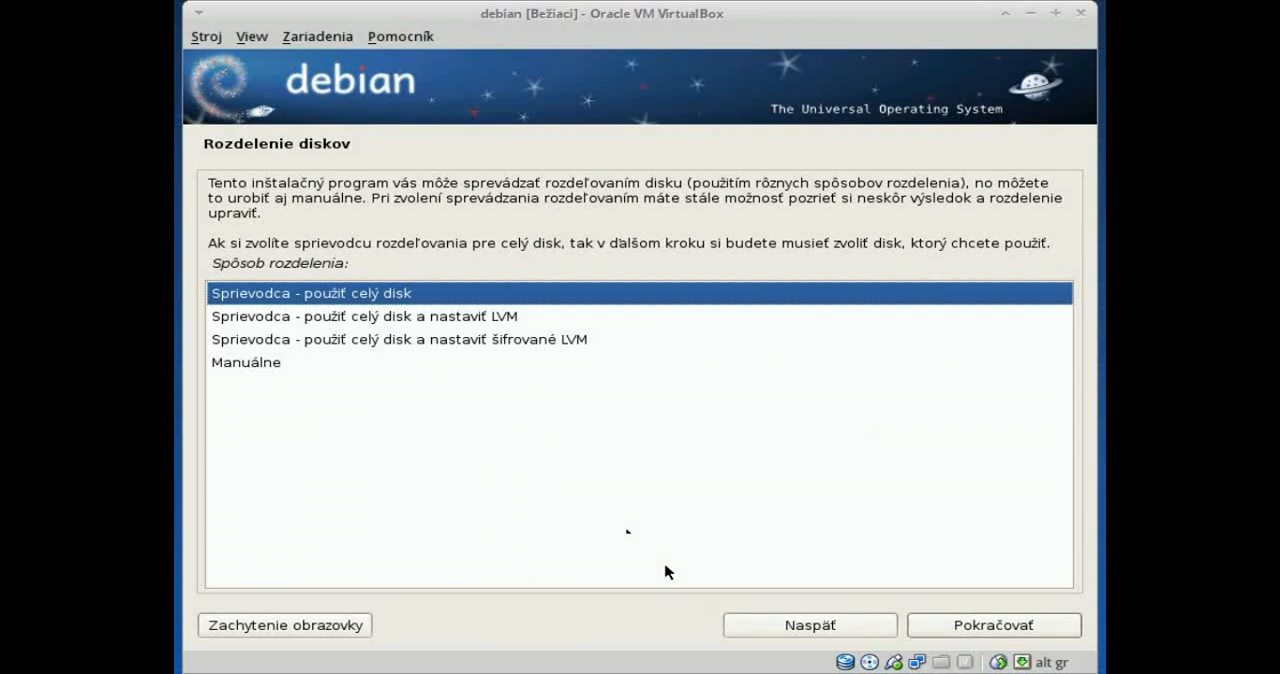 debian [Bežiaci] - Oracle VM VirtualBox
Stroj View Zariadenia Pomocník
debian
The Universal Operating System
Rozdelenie diskov
Tento inštalačný program vás môže sprevádzať rozdeľovaním disku (použitím rôznych spôsobov rozdelenia), no môžete
to urobiť aj manuálne. Pri zvolení sprevádzania rozdeľovaním máte stále možnosť pozrieť si neskôr výsledok a rozdelenie
upraviť.
Ak si zvolíte sprievodcu rozdeľovania pre celý disk, tak v ďalšom kroku si budete musieť zvoliť disk, ktorý chcete použiť.
Spôsob rozdelenia:
Sprievodca - použiť celý disk
Sprievodca - použiť celý disk a nastaviť LVM
Sprievodca - použiť celý disk a nastaviť šifrované LVM
Manuálne
Zachytenie obrazovky Naspäť Pokračovať
alt gr